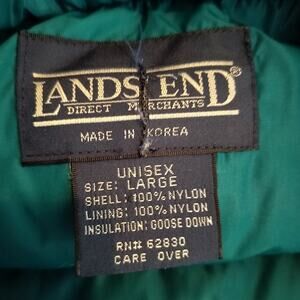 LANDS' END®
DIRECT MERCHANTS
MADE IN KOREA
UNISEX
SIZE: LARGE
SHELL: 100% NYLON
LINING: 100% NYLON
INSULATION: GOOSE DOWN
RN# 62830
CARE OVER